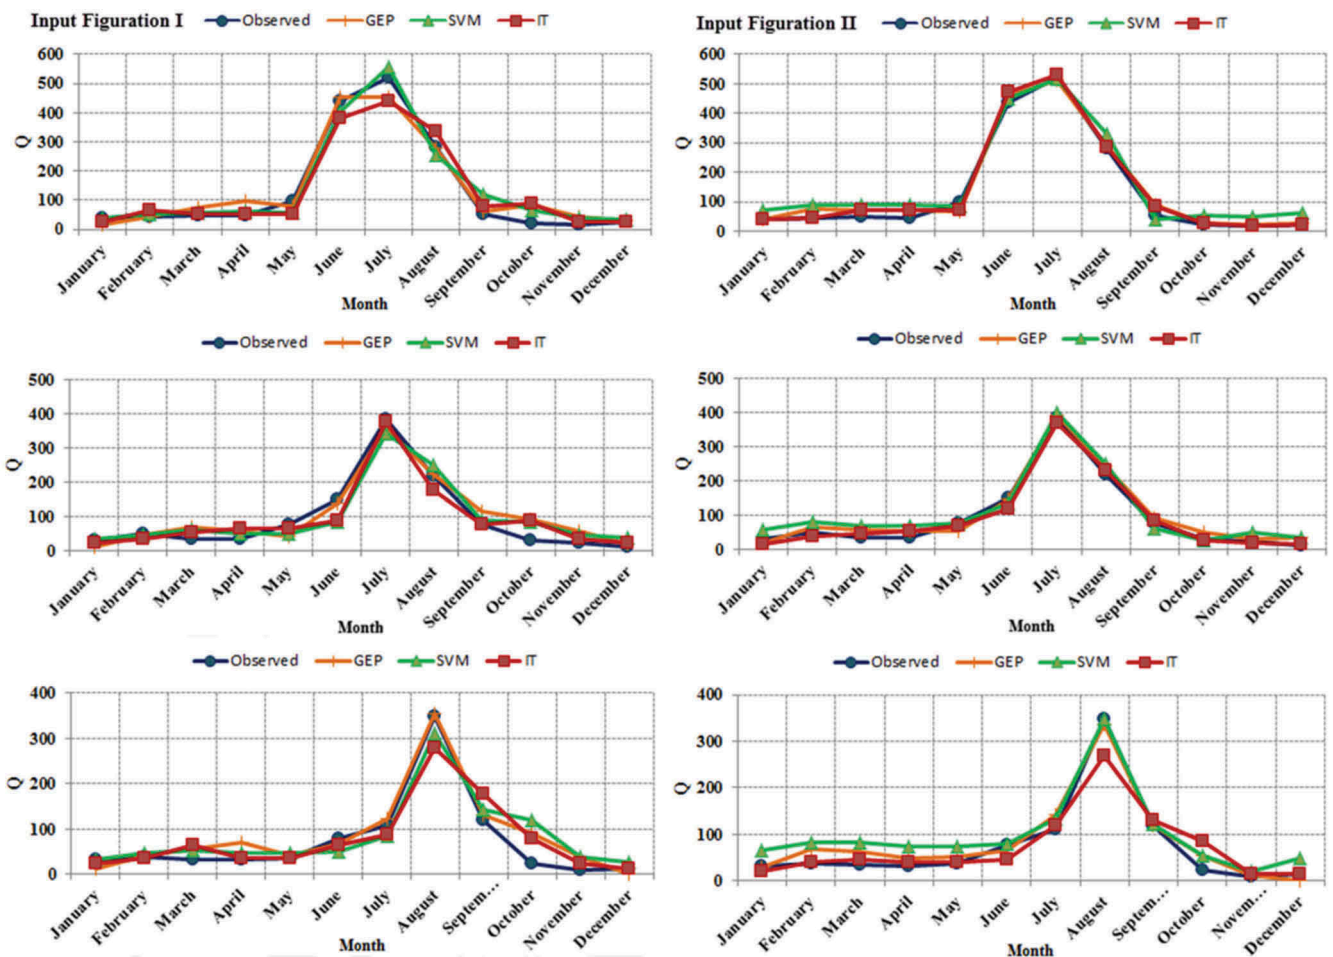 Input Figuration I Observed GEP SVM IT
600
500
400
300
200
100
0
Q
January February March April May June July August September October November December
Month
Input Figuration II Observed GEP SVM IT
600
500
400
300
200
100
0
Q
January February March April May June July August September October November December
Month
Observed GEP SVM IT
500
400
300
200
100
0
Q
January February March April May June July August September October November December
Month
Observed GEP SVM IT
500
400
300
200
100
0
Q
January February March April May June July August September October November December
Month
Observed GEP SVM IT
400
300
200
100
0
Q
January February March April May June July August Septem... October November December
Month
Observed GEP SVM IT
400
300
200
100
0
Q
January February March April May June July August Septem... October Novem... December
Month